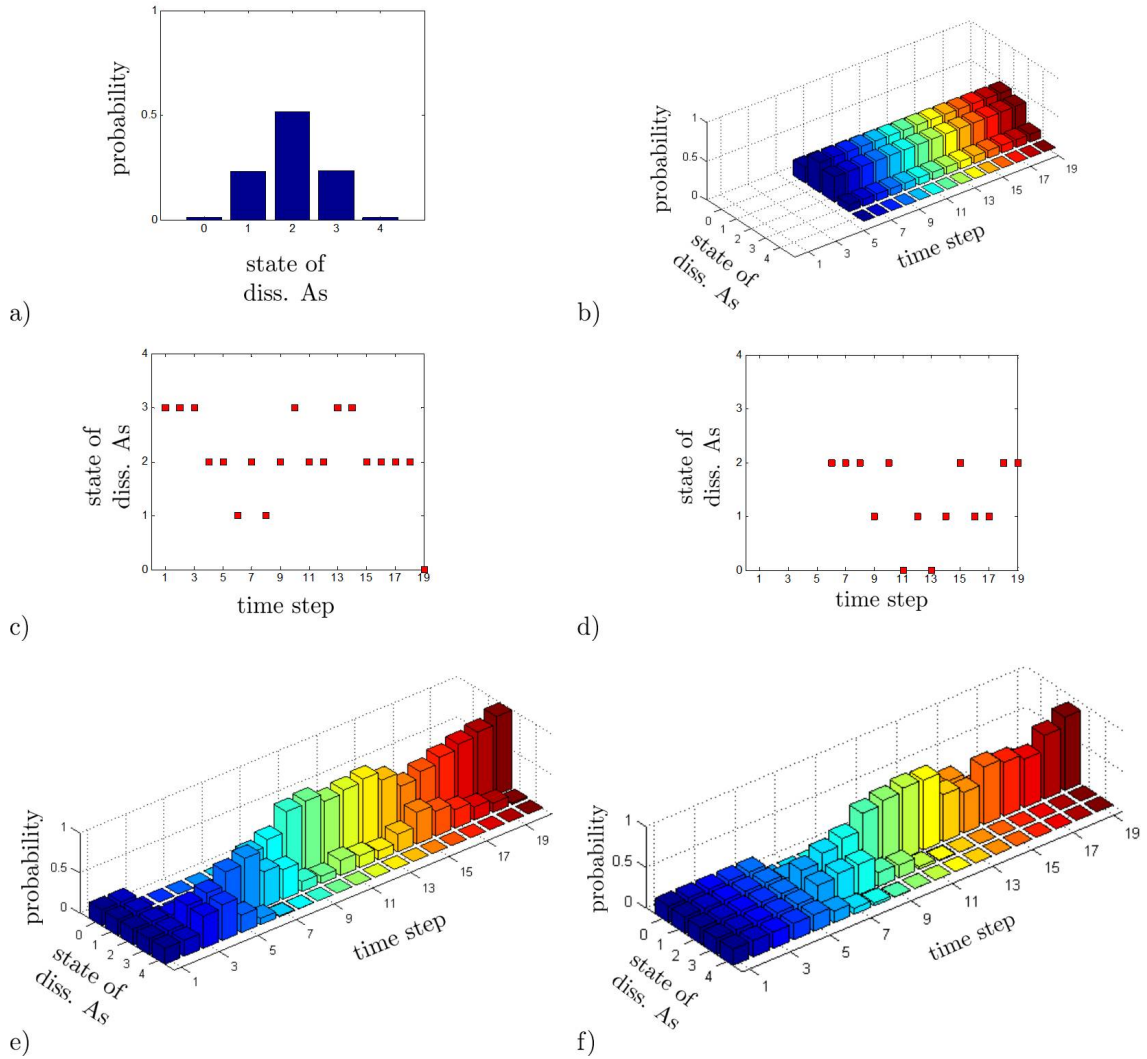 1
0.5
0
probability
0 1 2 3 4
state of
diss. As
a)
1
0.5
0
probability
0 1 2 3 4
state of
diss. As
1 3 5 7 9 11 13 15 17 19
time step
b)
4
3
2
1
0
state of
diss. As
1 3 5 7 9 11 13 15 17 19
time step
c)
4
3
2
1
0
state of
diss. As
1 3 5 7 9 11 13 15 17 19
time step
d)
1
0.5
0
probability
0 1 2 3 4
state of
diss. As
1 3 5 7 9 11 13 15 17 19
time step
e)
1
0.5
0
probability
0 1 2 3 4
state of
diss. As
1 3 5 7 9 11 13 15 17 19
time step
f)